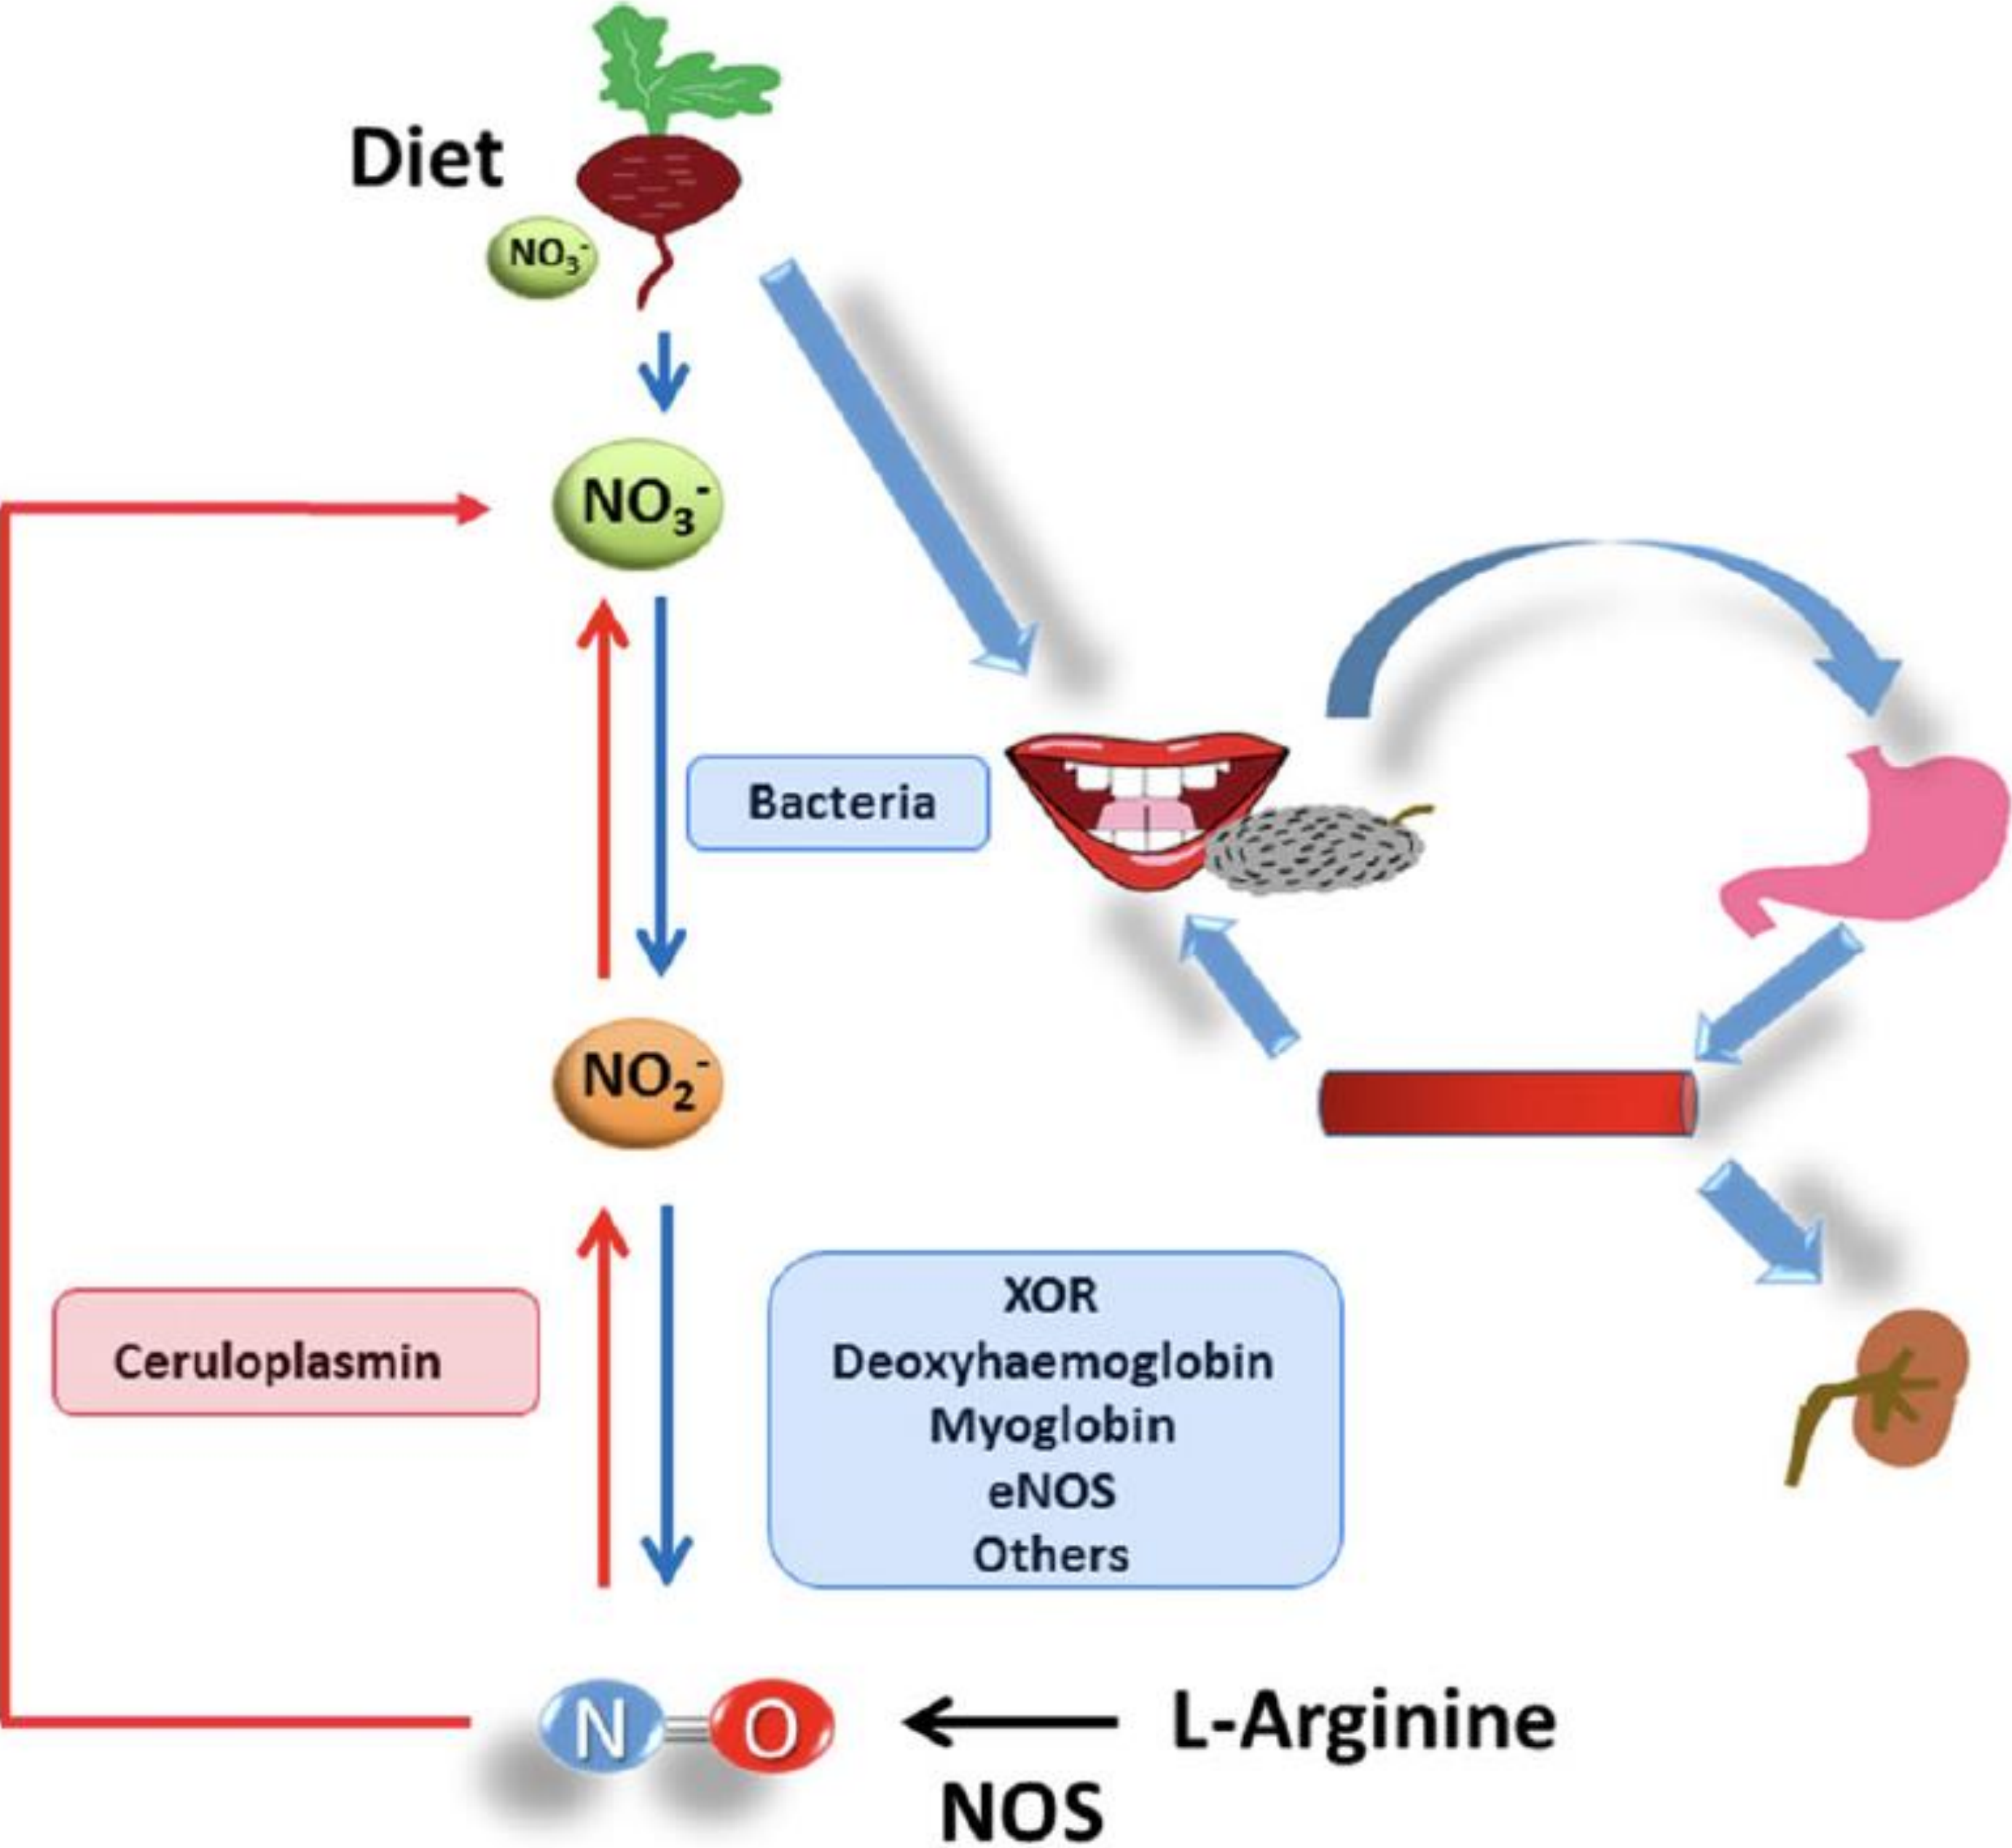 Diet
NO₃⁻
NO₃⁻
Bacteria
NO₂⁻
Ceruloplasmin
XOR
Deoxyhaemoglobin
Myoglobin
eNOS
Others
N=O
L-Arginine
NOS